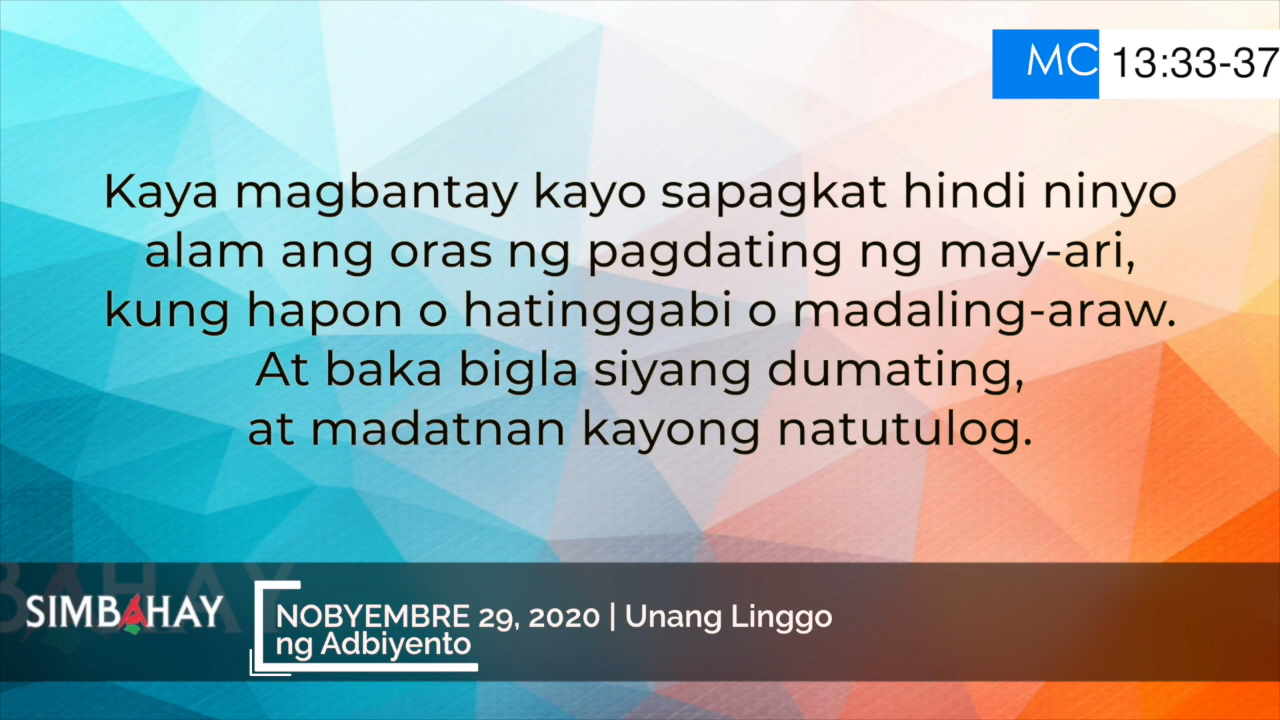 MC 13:33-37
Kaya magbantay kayo sapagkat hindi ninyo
alam ang oras ng pagdating ng may-ari,
kung hapon o hatinggabi o madaling-araw.
At baka bigla siyang dumating,
at madatnan kayong natutulog.
SIMBAHAY
NOBYEMBRE 29, 2020 | Unang Linggo
ng Adbiyento